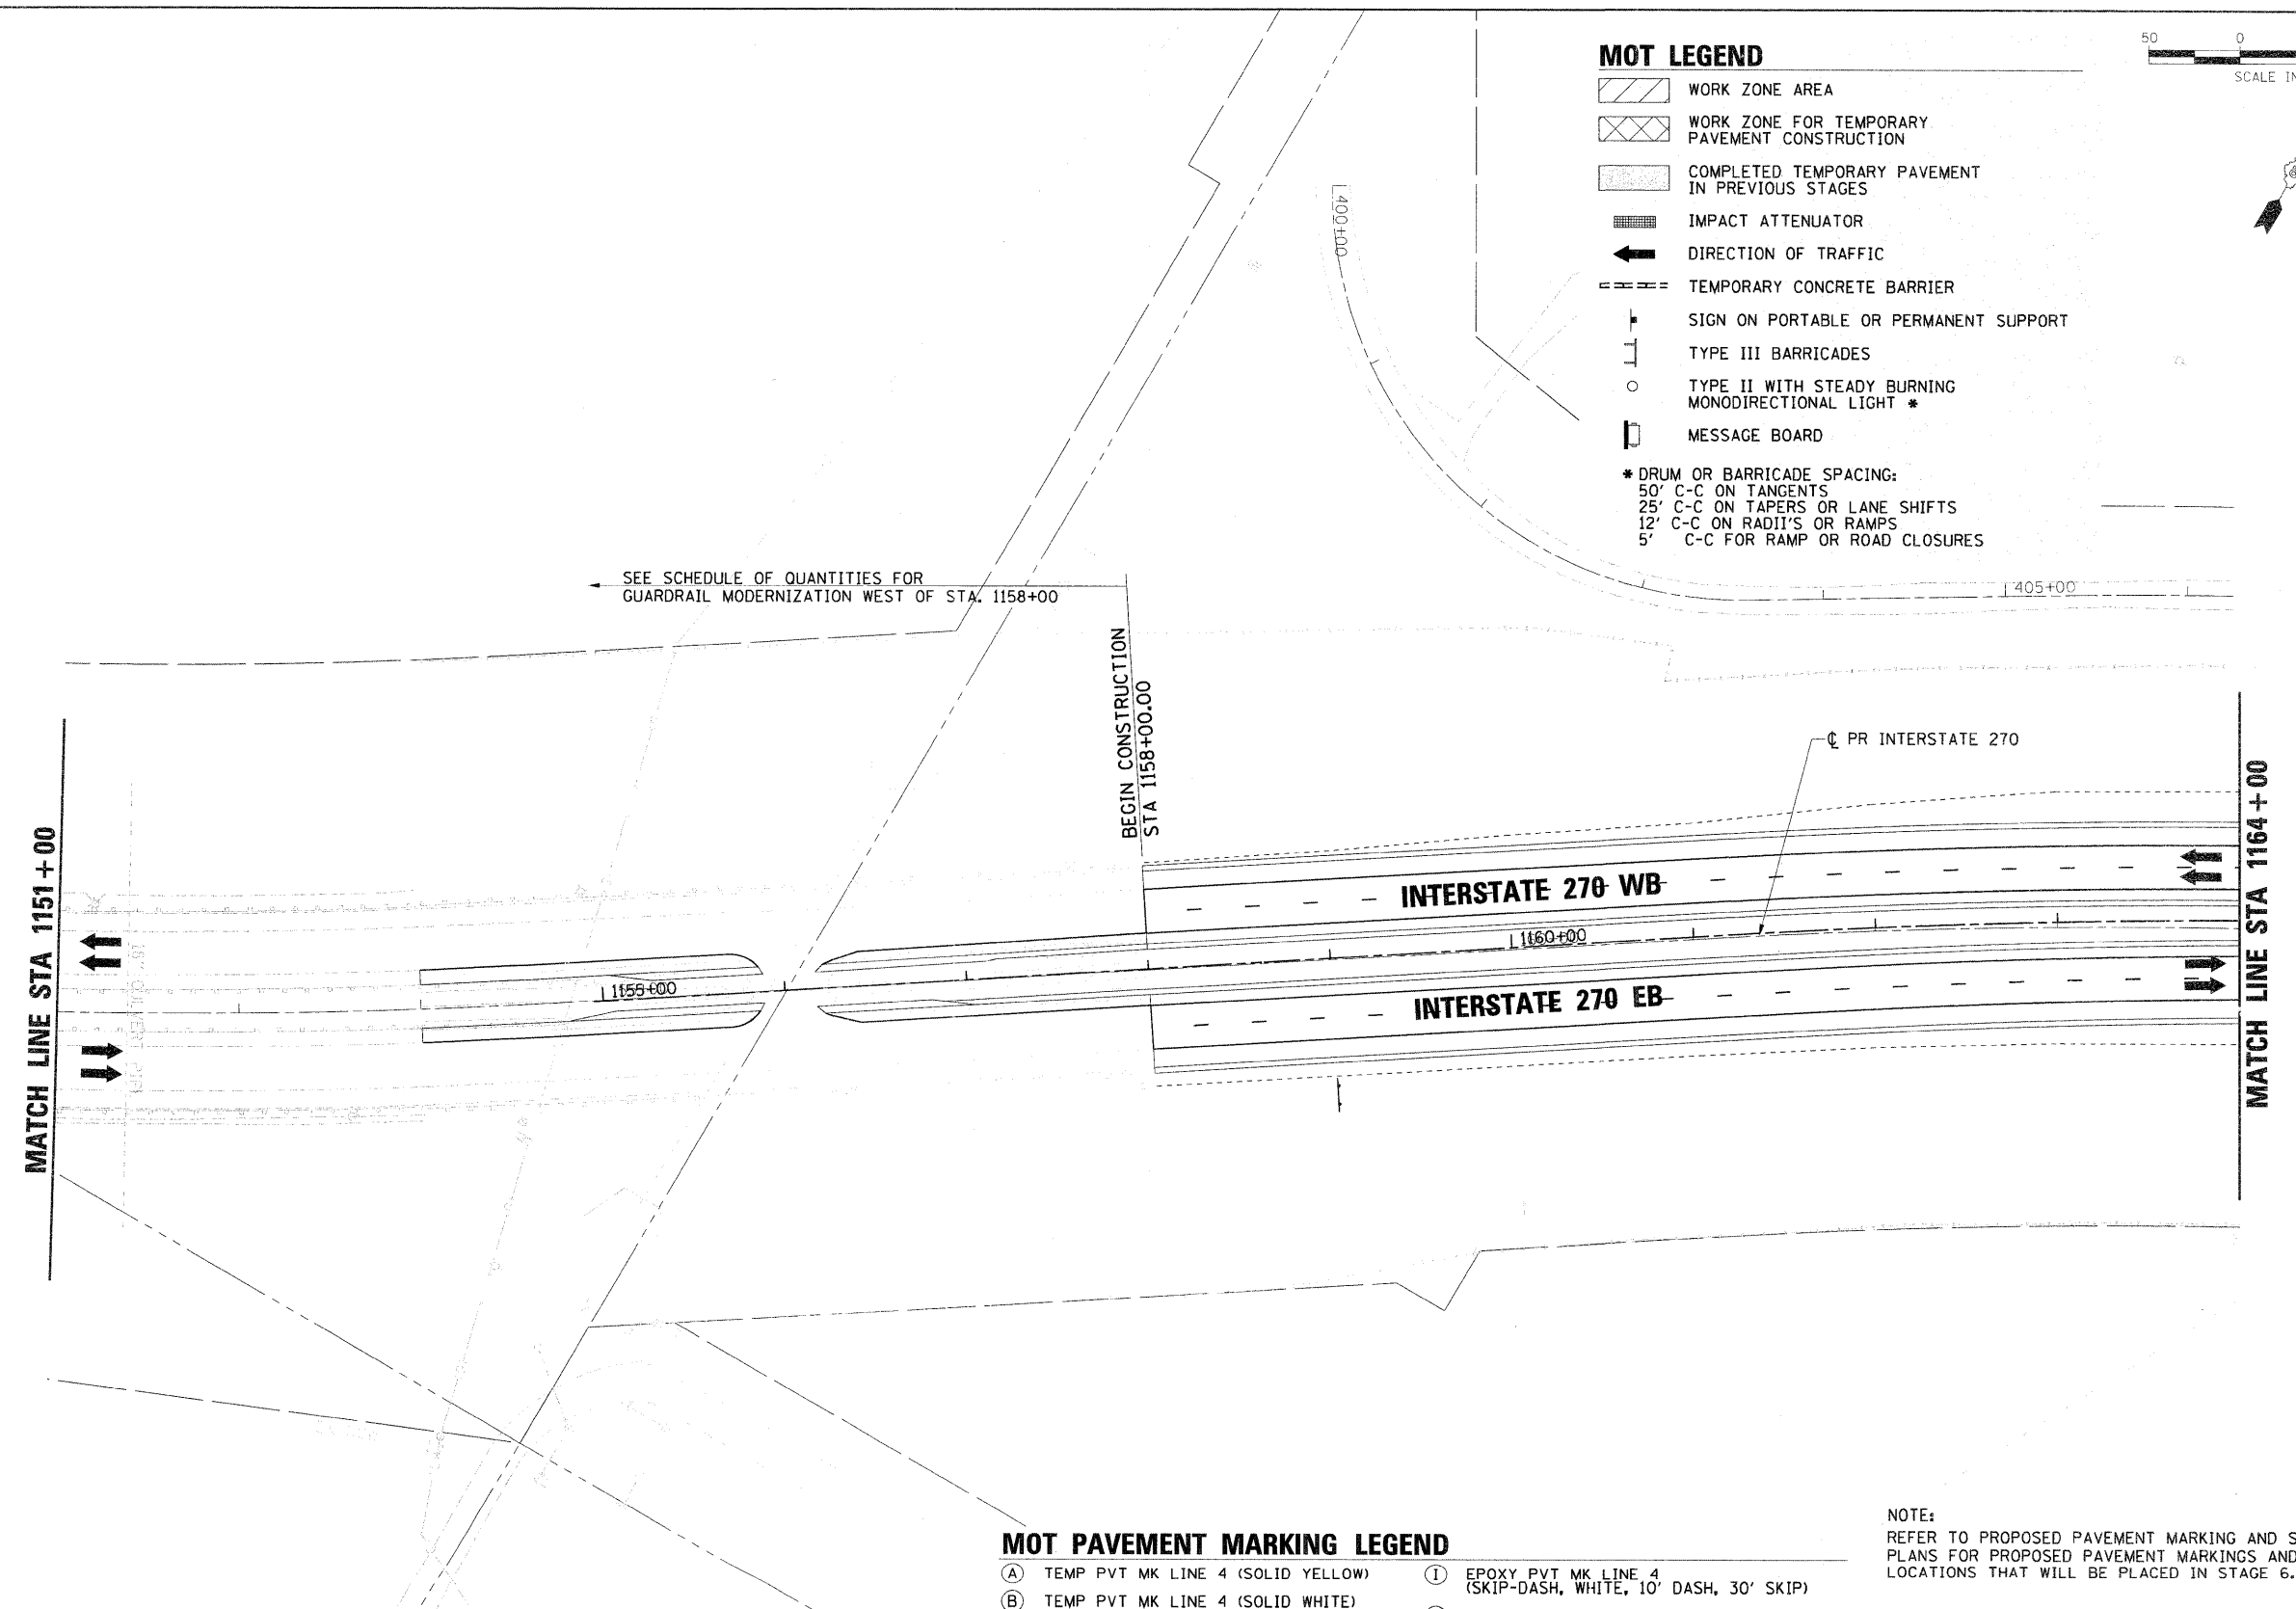 MOT LEGEND
WORK ZONE AREA
WORK ZONE FOR TEMPORARY
PAVEMENT CONSTRUCTION
COMPLETED TEMPORARY PAVEMENT
IN PREVIOUS STAGES
IMPACT ATTENUATOR
DIRECTION OF TRAFFIC
TEMPORARY CONCRETE BARRIER
SIGN ON PORTABLE OR PERMANENT SUPPORT
TYPE III BARRICADES
TYPE II WITH STEADY BURNING
MONODIRECTIONAL LIGHT *
MESSAGE BOARD
* DRUM OR BARRICADE SPACING:
50' C-C ON TANGENTS
25' C-C ON TAPERS OR LANE SHIFTS
12' C-C ON RADII'S OR RAMPS
5' C-C FOR RAMP OR ROAD CLOSURES
50 0
SCALE IN
400+00
405+00
SEE SCHEDULE OF QUANTITIES FOR
GUARDRAIL MODERNIZATION WEST OF STA. 1158+00
BEGIN CONSTRUCTION
STA 1158+00.00
℄ PR INTERSTATE 270
MATCH LINE STA 1151+00
MATCH LINE STA 1164+00
INTERSTATE 270 WB
1160+00
1155+00
INTERSTATE 270 EB
MOT PAVEMENT MARKING LEGEND
A TEMP PVT MK LINE 4 (SOLID YELLOW)
B TEMP PVT MK LINE 4 (SOLID WHITE)
I EPOXY PVT MK LINE 4
(SKIP-DASH, WHITE, 10' DASH, 30' SKIP)
NOTE:
REFER TO PROPOSED PAVEMENT MARKING AND S
PLANS FOR PROPOSED PAVEMENT MARKINGS AND
LOCATIONS THAT WILL BE PLACED IN STAGE 6.